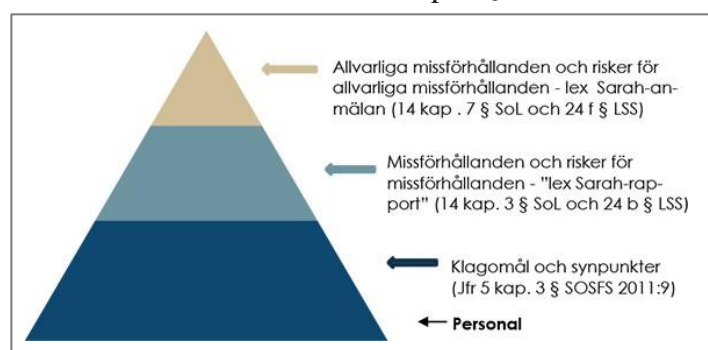 Allvarliga missförhållanden och risker för
allvarliga missförhållanden - lex Sarah-an-
mälan (14 kap . 7 § SoL och 24 f § LSS)
Missförhållanden och risker för
missförhållanden - ”lex Sarah-rap-
port” (14 kap. 3 § SoL och 24 b § LSS)
Klagomål och synpunkter
(Jfr 5 kap. 3 § SOSFS 2011:9)
Personal